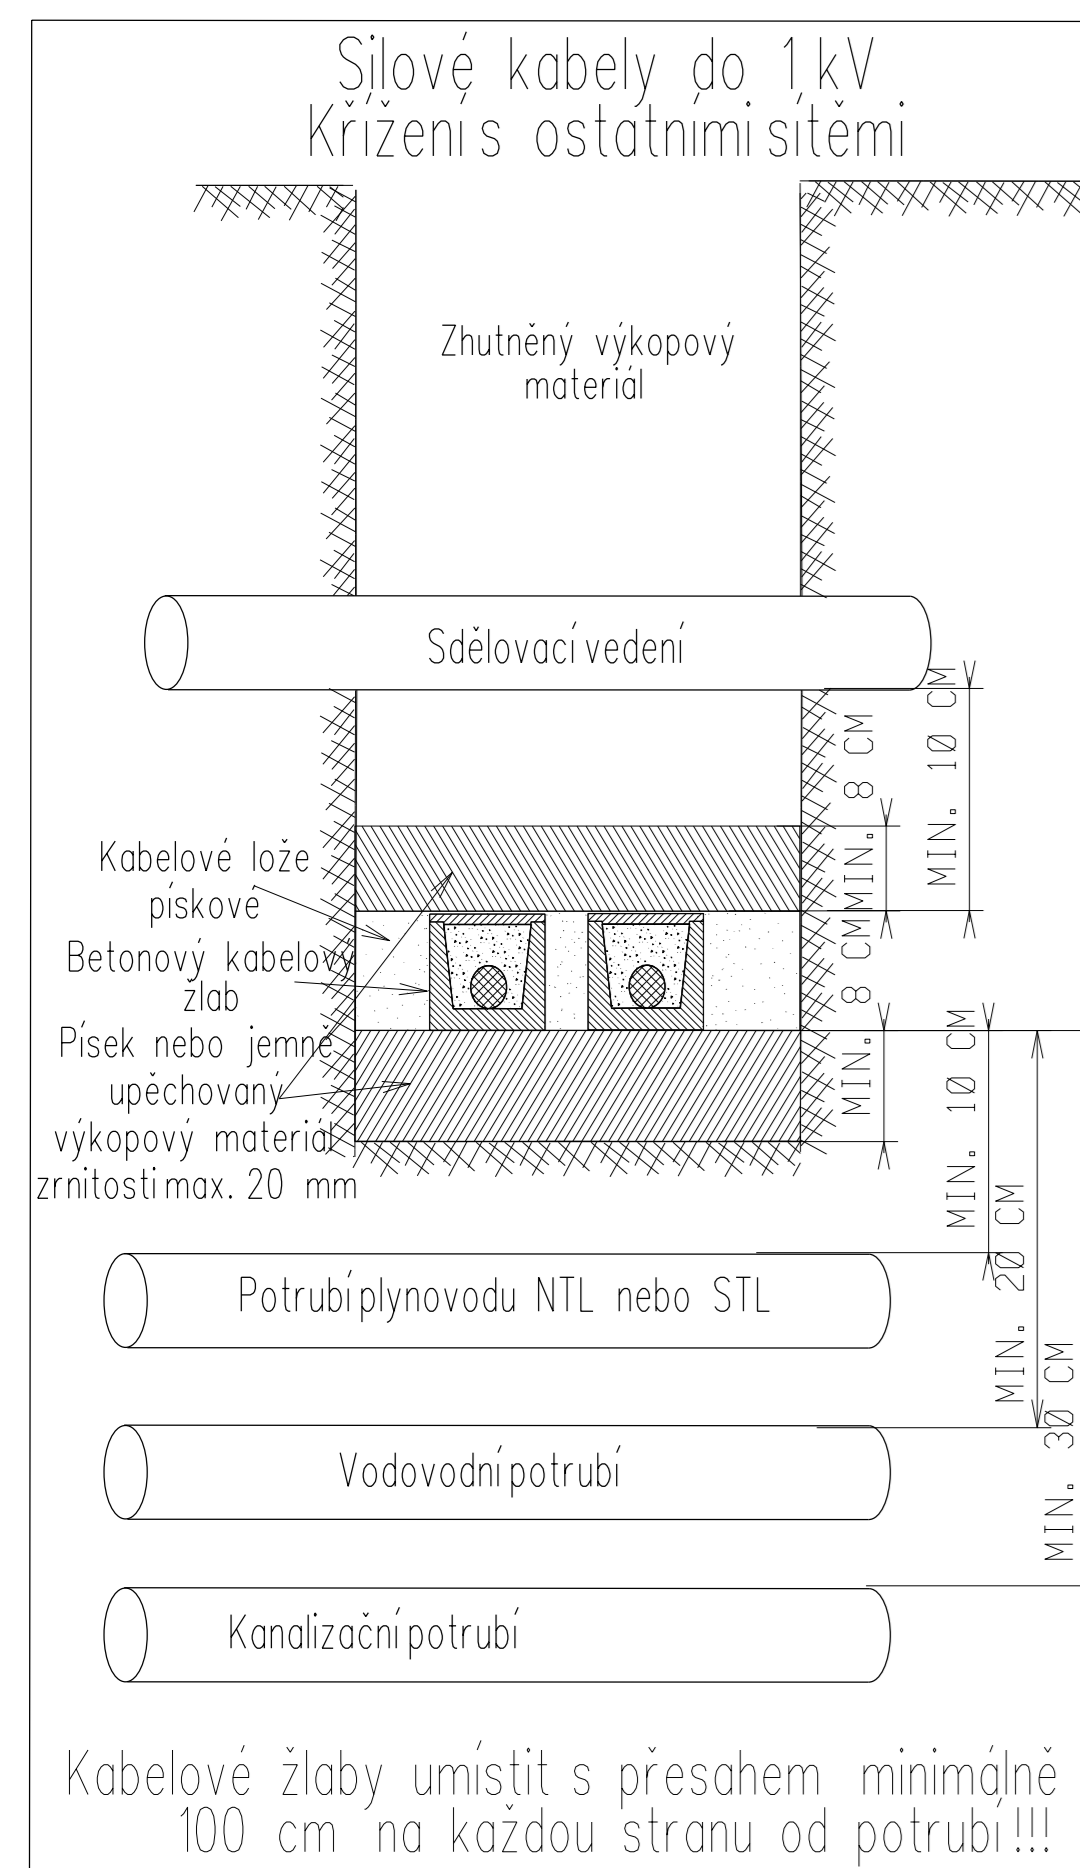 Silové kabely do 1kV
Křížení s ostatními sítěmi
Zhutněný výkopový
materiál
Sdělovací vedení
MIN. 10 CM
MIN. 8 CM
Kabelové lože
pískové
Betonový kabelový
žlab
Písek nebo jemně
upěchovaný
výkopový materiál
zrnitosti max. 20 mm
MIN. 8 CM
MIN. 10 CM
MIN. 20 CM
MIN. 30 CM
Potrubí plynovodu NTL nebo STL
Vodovodní potrubí
Kanalizační potrubí
Kabelové žlaby umístit s přesahem minimálně
100 cm na každou stranu od potrubí!!!